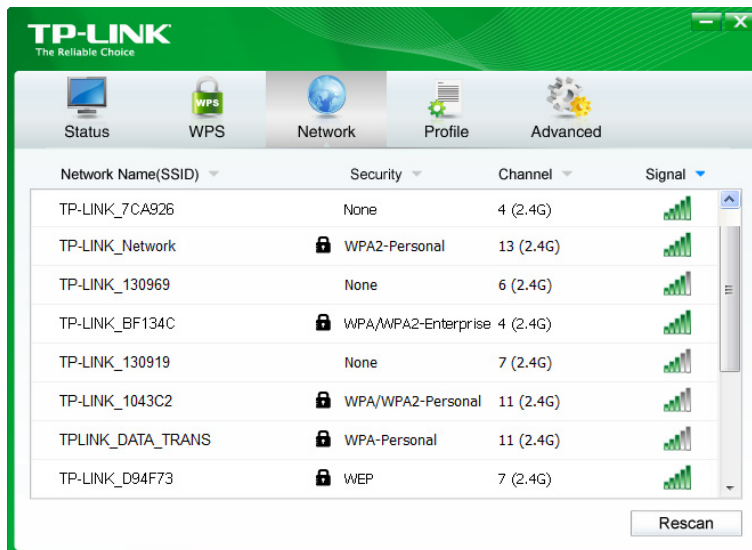 TP-LINK
The Reliable Choice
WPS
Status WPS Network Profile Advanced
Network Name(SSID) Security Channel Signal
TP-LINK_7CA926 None 4 (2.4G)
TP-LINK_Network WPA2-Personal 13 (2.4G)
TP-LINK_130969 None 6 (2.4G)
TP-LINK_BF134C WPA/WPA2-Enterprise 4 (2.4G)
TP-LINK_130919 None 7 (2.4G)
TP-LINK_1043C2 WPA/WPA2-Personal 11 (2.4G)
TPLINK_DATA_TRANS WPA-Personal 11 (2.4G)
TP-LINK_D94F73 WEP 7 (2.4G)
Rescan